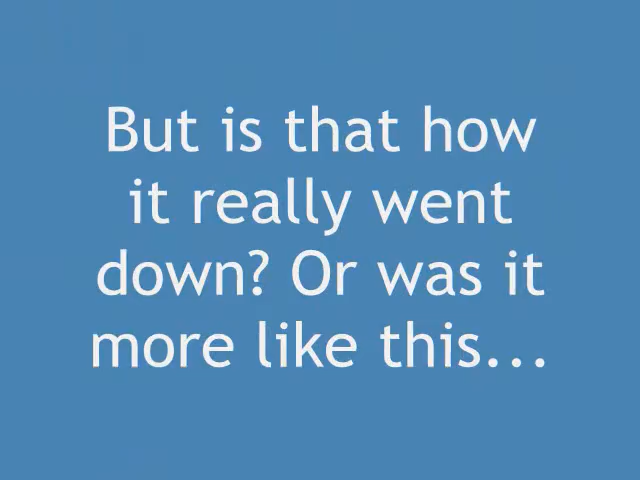 But is that how
it really went
down? Or was it
more like this...